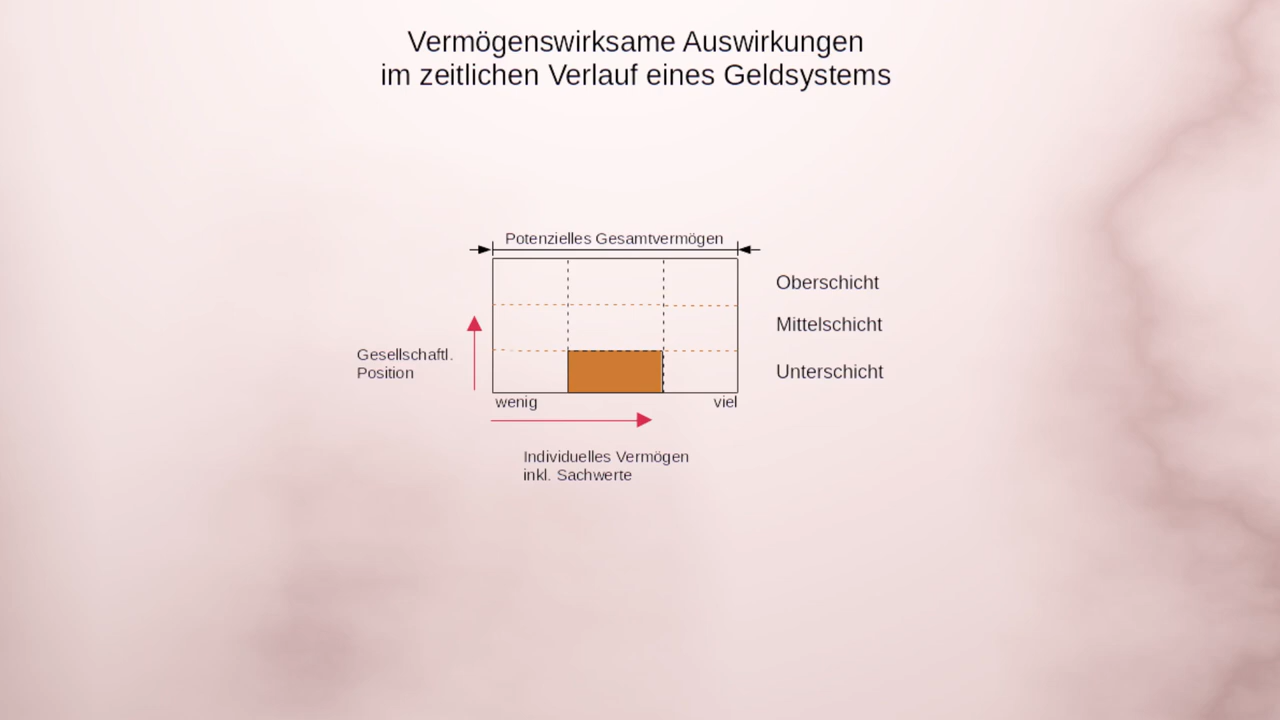 Vermögenswirksame Auswirkungen
im zeitlichen Verlauf eines Geldsystems
Potenzielles Gesamtvermögen
Oberschicht
Mittelschicht
Gesellschaftl.
Position
Unterschicht
wenig
viel
Individuelles Vermögen
inkl. Sachwerte